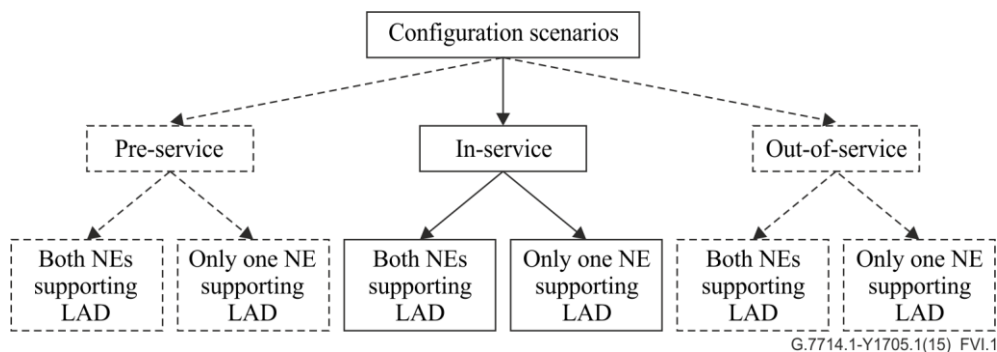 Configuration scenarios
Pre-service
In-service
Out-of-service
Both NEs
supporting
LAD
Only one NE
supporting
LAD
Both NEs
supporting
LAD
Only one NE
supporting
LAD
Both NEs
supporting
LAD
Only one NE
supporting
LAD
G.7714.1-Y1705.1(15) FVI.1